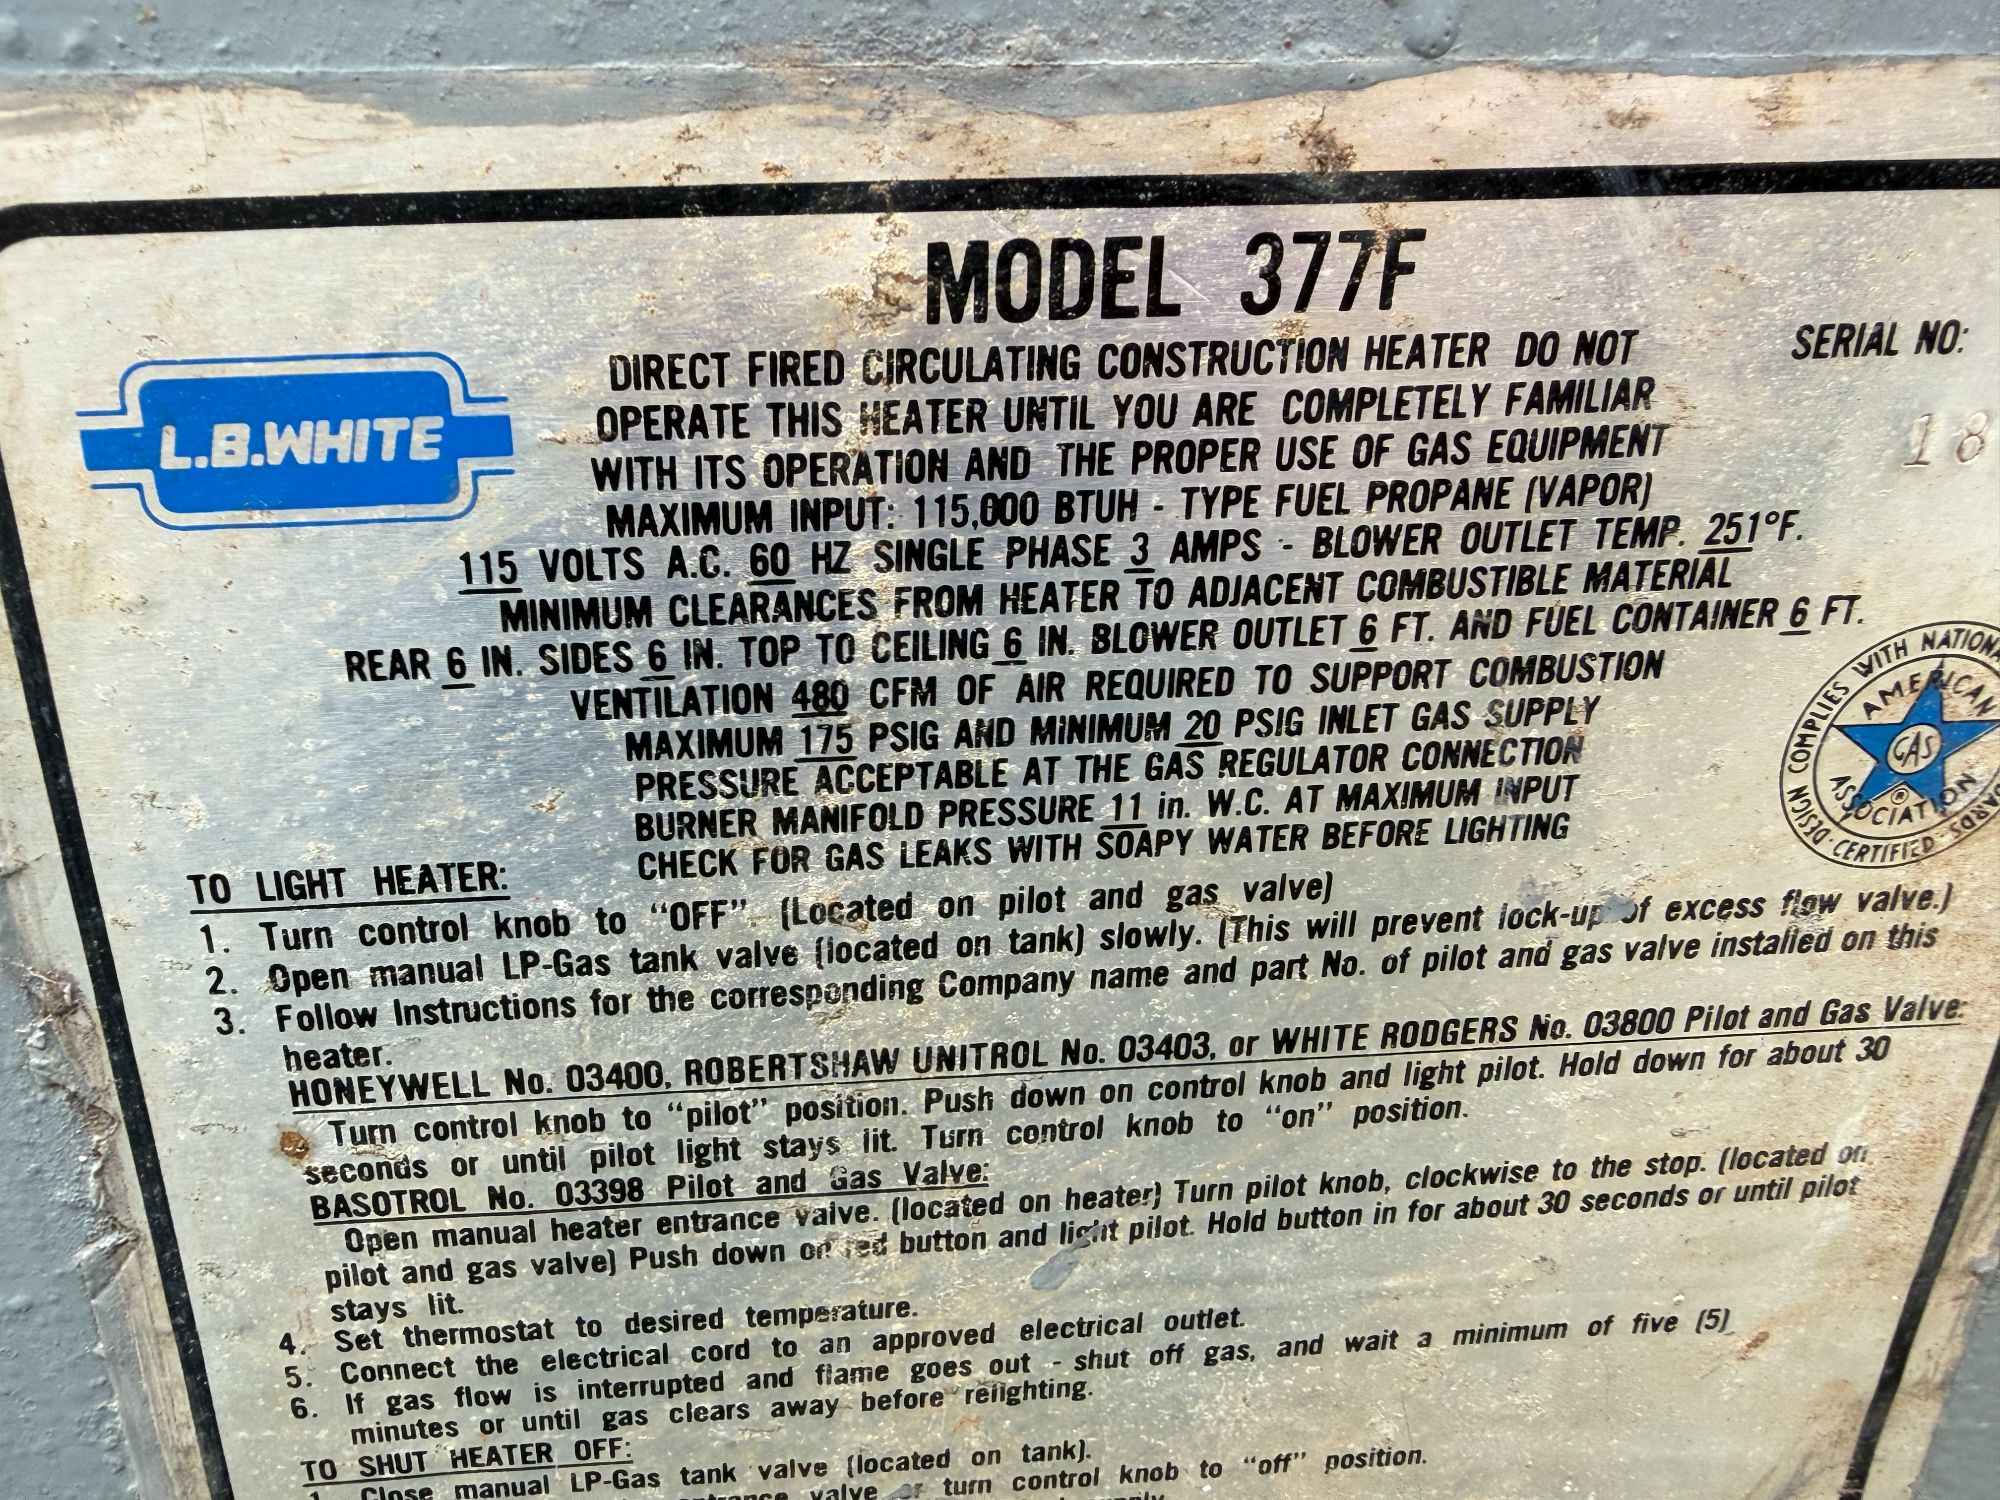 MODEL 377F
L.B.WHITE
SERIAL NO:
18
DIRECT FIRED CIRCULATING CONSTRUCTION HEATER DO NOT
OPERATE THIS HEATER UNTIL YOU ARE COMPLETELY FAMILIAR
WITH ITS OPERATION AND THE PROPER USE OF GAS EQUIPMENT
MAXIMUM INPUT: 115,000 BTUH - TYPE FUEL PROPANE (VAPOR)
115 VOLTS A.C. 60 HZ SINGLE PHASE 3 AMPS - BLOWER OUTLET TEMP. 251°F.
MINIMUM CLEARANCES FROM HEATER TO ADJACENT COMBUSTIBLE MATERIAL
REAR 6 IN. SIDES 6 IN. TOP TO CEILING 6 IN. BLOWER OUTLET 6 FT. AND FUEL CONTAINER 6 FT.
VENTILATION 480 CFM OF AIR REQUIRED TO SUPPORT COMBUSTION
MAXIMUM 175 PSIG AND MINIMUM 20 PSIG INLET GAS SUPPLY
PRESSURE ACCEPTABLE AT THE GAS REGULATOR CONNECTION
BURNER MANIFOLD PRESSURE 11 in. W.C. AT MAXIMUM INPUT
CHECK FOR GAS LEAKS WITH SOAPY WATER BEFORE LIGHTING
DESIGN COMPLIES WITH NATIONAL
CERTIFIED
AMERICAN
GAS
®
ASSOCIATION
TO LIGHT HEATER:
1. Turn control knob to “OFF”. (Located on pilot and gas valve)
2. Open manual LP-Gas tank valve (located on tank) slowly. (This will prevent lock-up of excess flow valve.)
3. Follow Instructions for the corresponding Company name and part No. of pilot and gas valve installed on this
heater.
HONEYWELL No. 03400, ROBERTSHAW UNITROL No. 03403, or WHITE RODGERS No. 03800 Pilot and Gas Valve:
Turn control knob to “pilot” position. Push down on control knob and light pilot. Hold down for about 30
seconds or until pilot light stays lit. Turn control knob to “on” position.
BASOTROL No. 03398 Pilot and Gas Valve:
Open manual heater entrance valve. (located on heater) Turn pilot knob, clockwise to the stop. (located on
pilot and gas valve) Push down on red button and light pilot. Hold button in for about 30 seconds or until pilot
stays lit.
4. Set thermostat to desired temperature.
5. Connect the electrical cord to an approved electrical outlet.
6. If gas flow is interrupted and flame goes out - shut off gas, and wait a minimum of five (5)
minutes or until gas clears away before relighting.
TO SHUT HEATER OFF:
1. Close manual LP-Gas tank valve (located on tank).
entrance valve or turn control knob to “off” position.